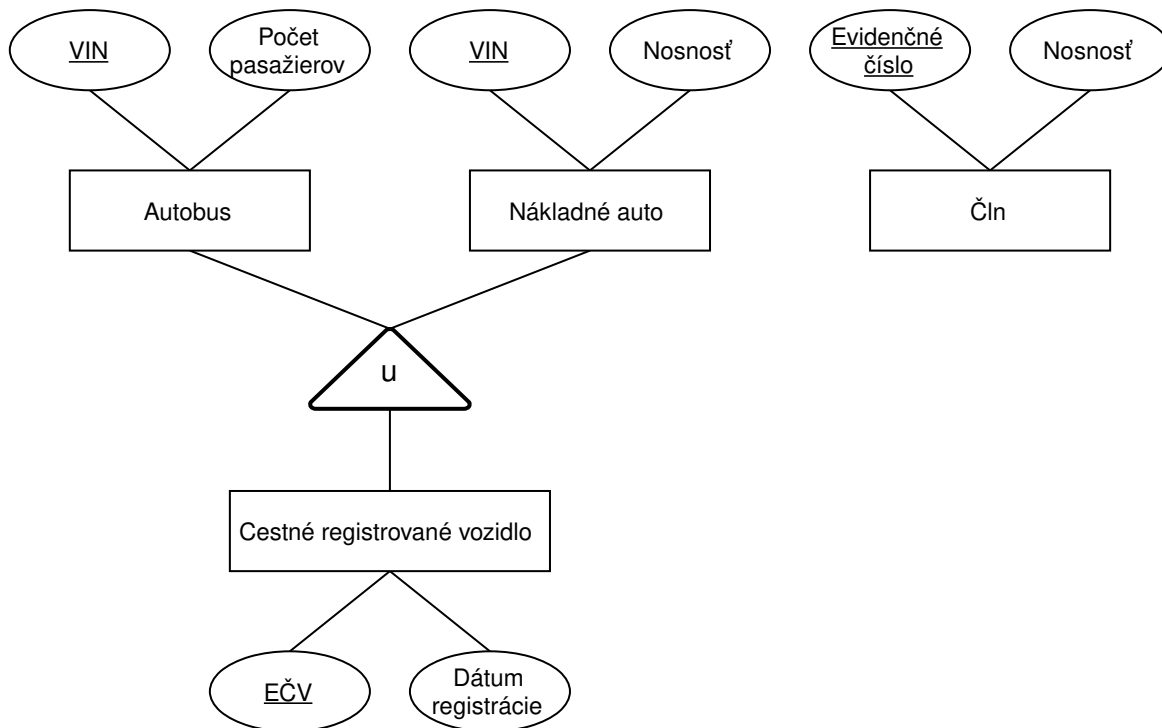 VIN
Počet
pasažierov
VIN
Nosnosť
Evidenčné
číslo
Nosnosť
Autobus
Nákladné auto
Čln
u
Cestné registrované vozidlo
EČV
Dátum
registrácie